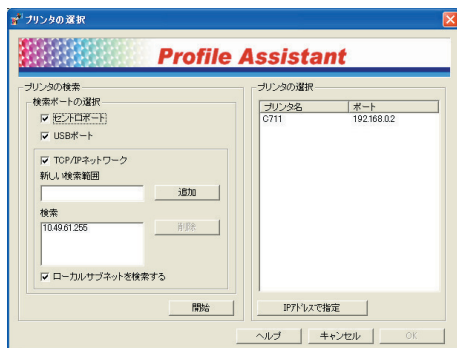 プリンタの選択
Profile Assistant
プリンタの検索
検索ポートの選択
セントロポート
USBポート
TCP/IPネットワーク
新しい検索範囲
追加
検索
10.49.61.255
削除
ローカルサブネットを検索する
開始
プリンタの選択
プリンタ名 ポート
C711 192.168.0.2
IPアドレスで指定
ヘルプ キャンセル OK